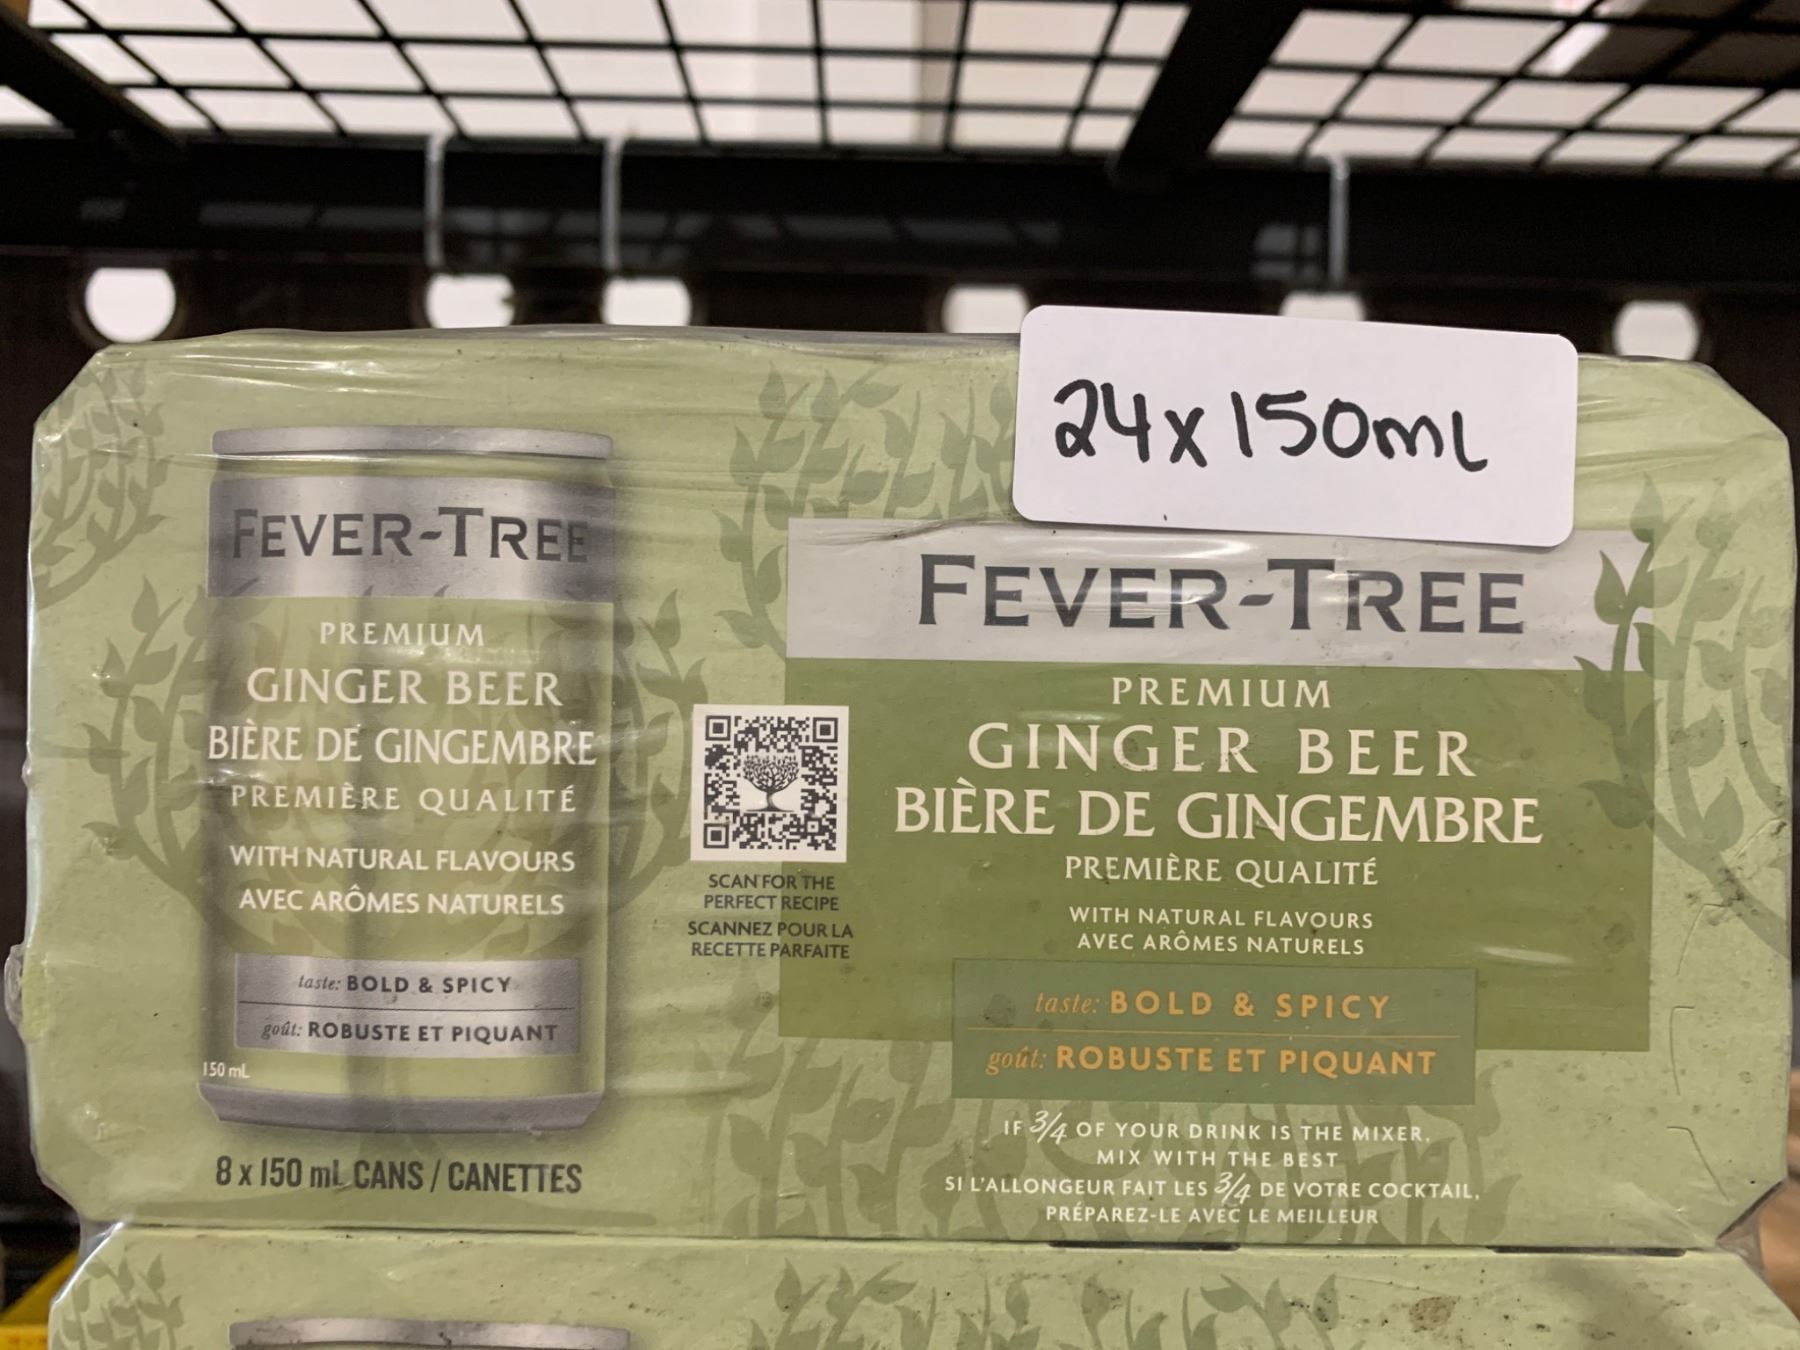 24x150ml
FEVER-TREE
PREMIUM
GINGER BEER
BIÈRE DE GINGEMBRE
PREMIÈRE QUALITÉ
WITH NATURAL FLAVOURS
AVEC ARÔMES NATURELS
taste: BOLD & SPICY
goût: ROBUSTE ET PIQUANT
150 mL
8 x 150 mL CANS / CANETTES
SCAN FOR THE
PERFECT RECIPE
SCANNEZ POUR LA
RECETTE PARFAITE
FEVER-TREE
PREMIUM
GINGER BEER
BIÈRE DE GINGEMBRE
PREMIÈRE QUALITÉ
WITH NATURAL FLAVOURS
AVEC ARÔMES NATURELS
taste: BOLD & SPICY
goût: ROBUSTE ET PIQUANT
IF 3/4 OF YOUR DRINK IS THE MIXER,
MIX WITH THE BEST
SI L'ALLONGEUR FAIT LES 3/4 DE VOTRE COCKTAIL,
PRÉPAREZ-LE AVEC LE MEILLEUR